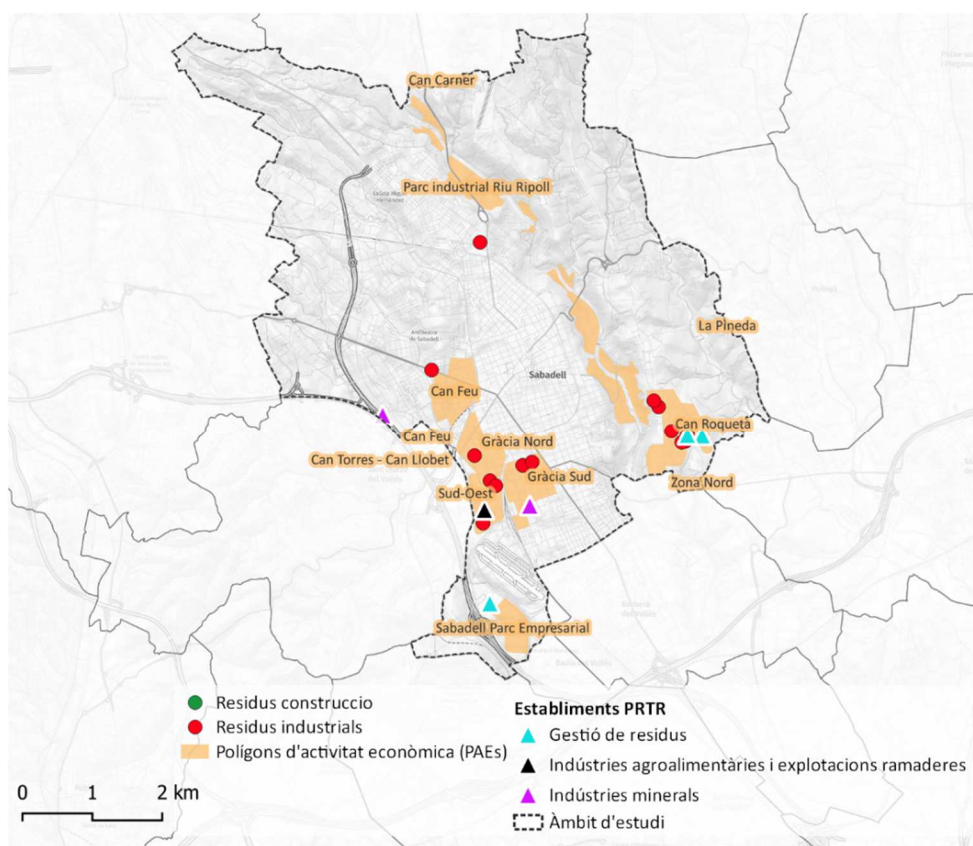 Can Carner
Parc industrial Riu Ripoll
La Pineda
Sabadell
Can Feu
Can Roqueta
Can Feu
Gràcia Nord
Can Torres - Can Llobet
Gràcia Sud
Zona Nord
Sud-Oest
Sabadell Parc Empresarial
Residus construccio
Residus industrials
Polígons d'activitat econòmica (PAEs)
0 1 2 km
Establiments PRTR
Gestió de residus
Indústries agroalimentàries i explotacions ramaderes
Indústries minerals
Àmbit d'estudi